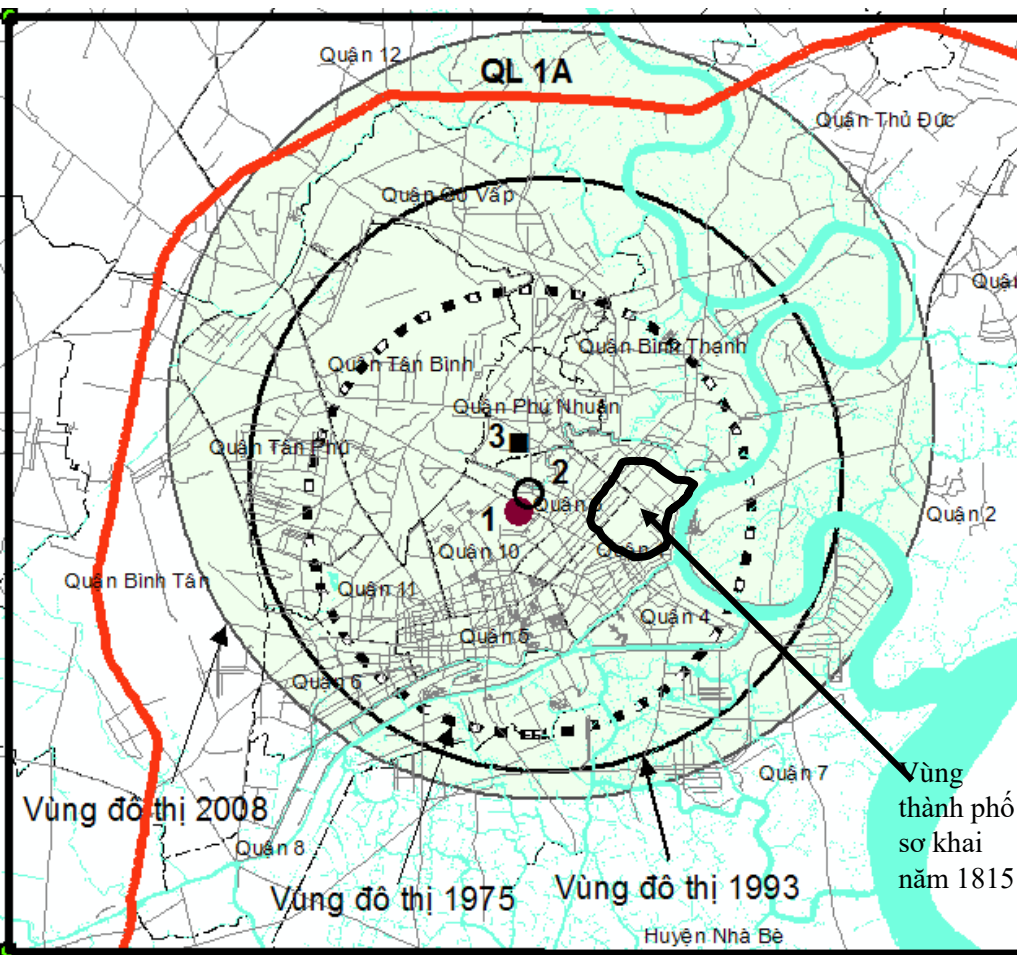 Quận 12
QL 1A
Quận Thủ Đức
Quận Gò Vấp
Quận
Quận Bình Thạnh
Quận Tân Bình
Quận Phú Nhuận
3
Quận Tân Phú
2
Quận
1
Quận 2
Quận 10
Quận
Quận Bình Tân
Quận 11
Quận 4
Quận 5
Quận 6
Quận 7
Vùng
thành phố
sơ khai
năm 1815
Vùng đô thị 2008
Quận 8
Vùng đô thị 1975
Vùng đô thị 1993
Huyện Nhà Bè